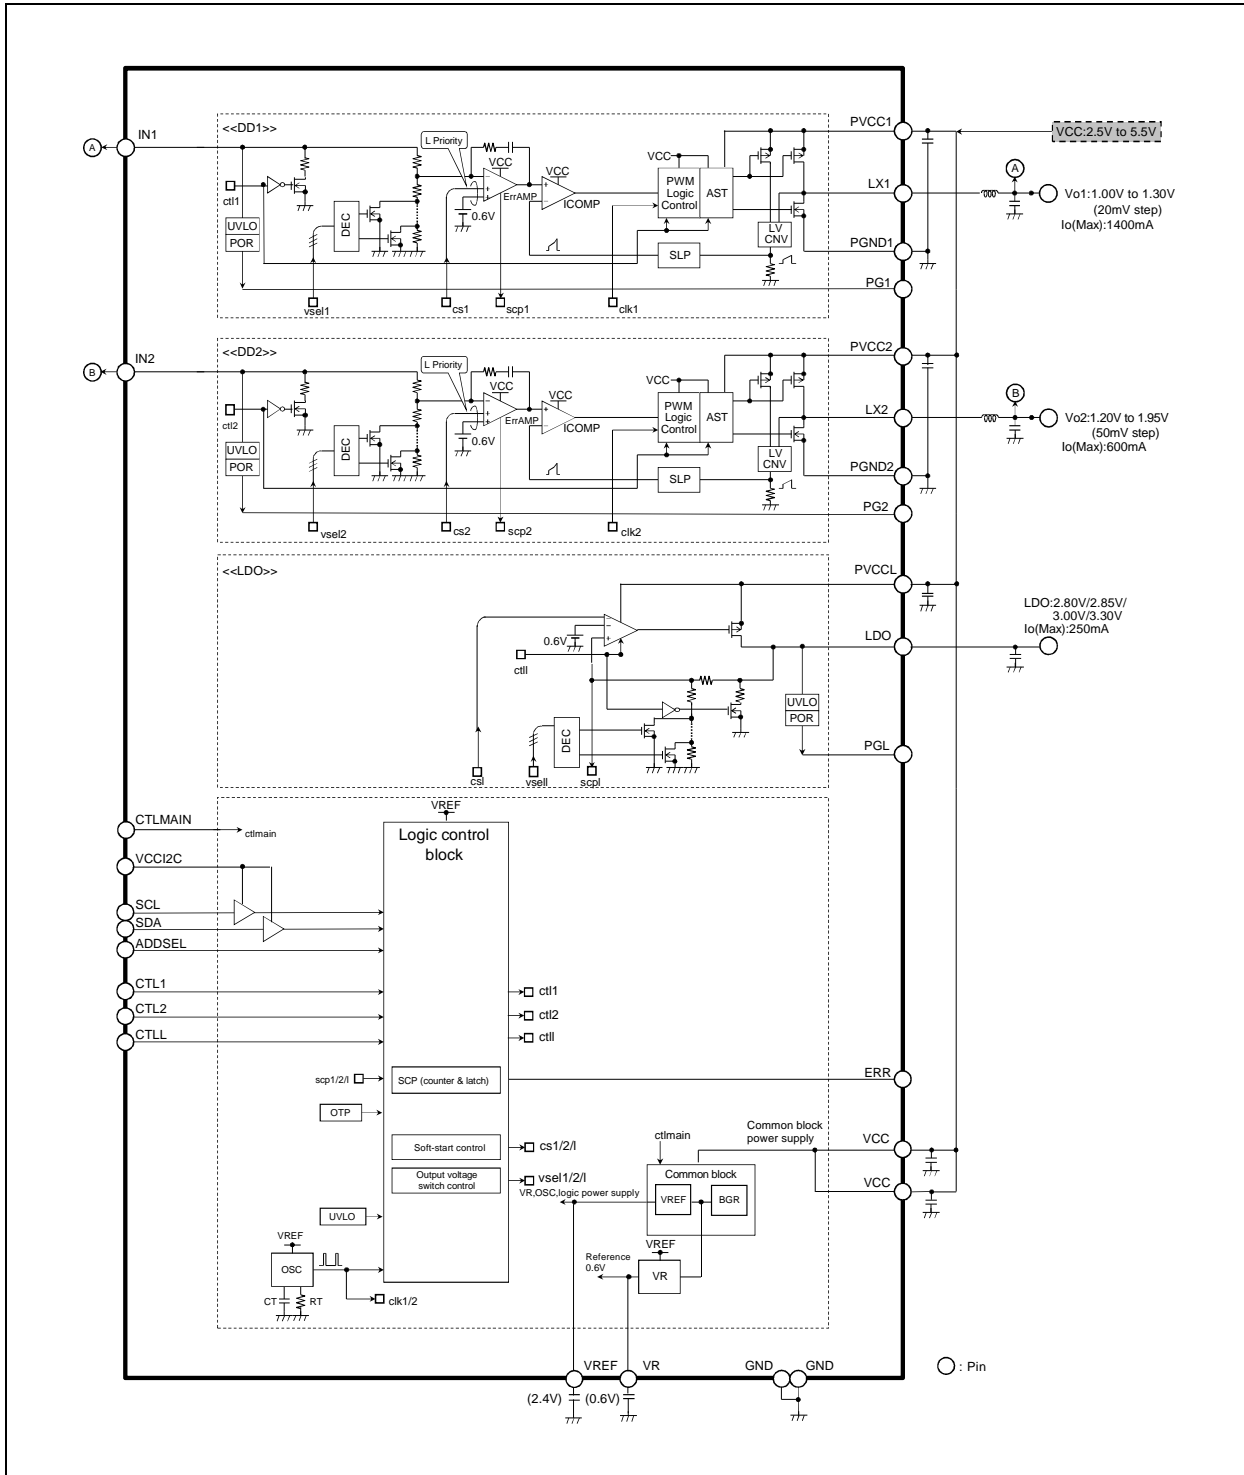 <<DD1>>
IN1
A
ctl1
UVLO
POR
DEC
vsel1
L Priority
VCC
ErrAMP
0.6V
cs1
scp1
VCC
ICOMP
VCC
PWM
Logic
Control
AST
SLP
LV
CNV
clk1
PVCC1
LX1
PGND1
PG1
VCC:2.5V to 5.5V
A
Vo1:1.00V to 1.30V
(20mV step)
Io(Max):1400mA
<<DD2>>
IN2
B
ctl2
UVLO
POR
DEC
vsel2
L Priority
VCC
ErrAMP
0.6V
cs2
scp2
VCC
ICOMP
VCC
PWM
Logic
Control
AST
SLP
LV
CNV
clk2
PVCC2
LX2
PGND2
PG2
B
Vo2:1.20V to 1.95V
(50mV step)
Io(Max):600mA
<<LDO>>
0.6V
ctll
csl
vsell
DEC
scpl
UVLO
POR
PVCCL
LDO
PGL
LDO:2.80V/2.85V/
3.00V/3.30V
Io(Max):250mA
CTLMAIN
ctlmain
VCCI2C
SCL
SDA
ADDSEL
CTL1
CTL2
CTLL
VREF
Logic control
block
ctl1
ctl2
ctll
scp1/2/l
SCP (counter & latch)
ERR
OTP
Soft-start control
cs1/2/l
Output voltage
switch control
vsel1/2/l
VR,OSC,logic power supply
UVLO
VREF
OSC
CT
RT
clk1/2
ctlmain
Common block
power supply
Common block
VREF
BGR
VREF
VR
Reference
0.6V
VCC
VCC
VREF
(2.4V)
VR
(0.6V)
GND
GND
: Pin